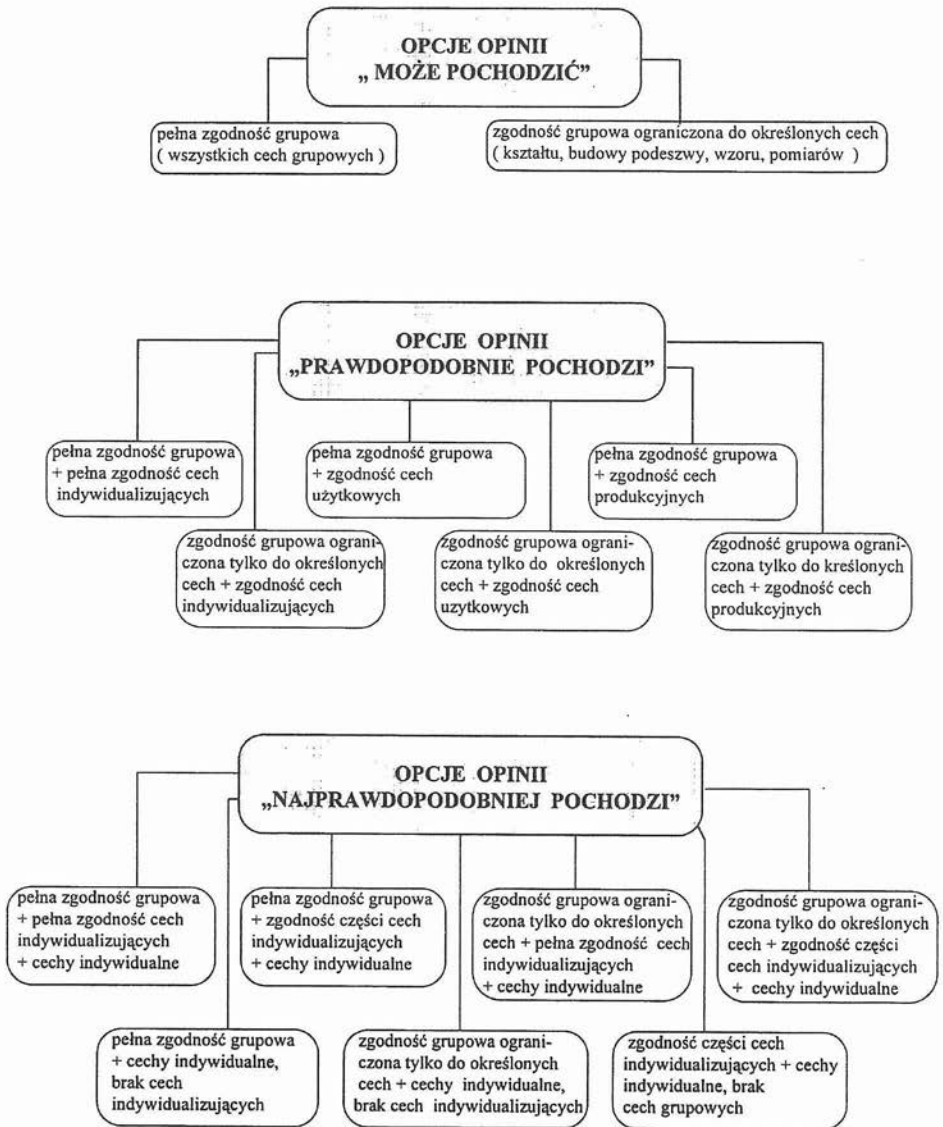 OPCJE OPINII
„ MOŻE POCHODZIĆ”
pełna zgodność grupowa
( wszystkich cech grupowych )
zgodność grupowa ograniczona do określonych cech
( kształtu, budowy podeszwy, wzoru, pomiarów )
OPCJE OPINII
„PRAWDOPODOBNIE POCHODZI”
pełna zgodność grupowa
+ pełna zgodność cech
indywidualizujących
pełna zgodność grupowa
+ zgodność cech
użytkowych
pełna zgodność grupowa
+ zgodność cech
produkcyjnych
zgodność grupowa ograni-
czona tylko do określonych
cech + zgodność cech
indywidualizujących
zgodność grupowa ograni-
czona tylko do określonych
cech + zgodność cech
uzytkowych
zgodność grupowa ograni-
czona tylko do kreślonych
cech + zgodność cech
produkcyjnych
OPCJE OPINII
„NAJPRAWDOPODOBNIEJ POCHODZI”
pełna zgodność grupowa
+ pełna zgodność cech
indywidualizujących
+ cechy indywidualne
pełna zgodność grupowa
+ zgodność części cech
indywidualizujących
+ cechy indywidualne
zgodność grupowa ograni-
czona tylko do określonych
cech + pełna zgodność cech
indywidualizujących
+ cechy indywidualne
zgodność grupowa ograni-
czona tylko do określonych
cech + zgodność części
cech indywidualizujących
+ cechy indywidualne
pełna zgodność grupowa
+ cechy indywidualne,
brak cech
indywidualizujących
zgodność grupowa ograni-
czona tylko do określonych
cech + cechy indywidualne,
brak cech indywidualizujących
zgodność części cech
indywidualizujących + cechy
indywidualne, brak
cech grupowych